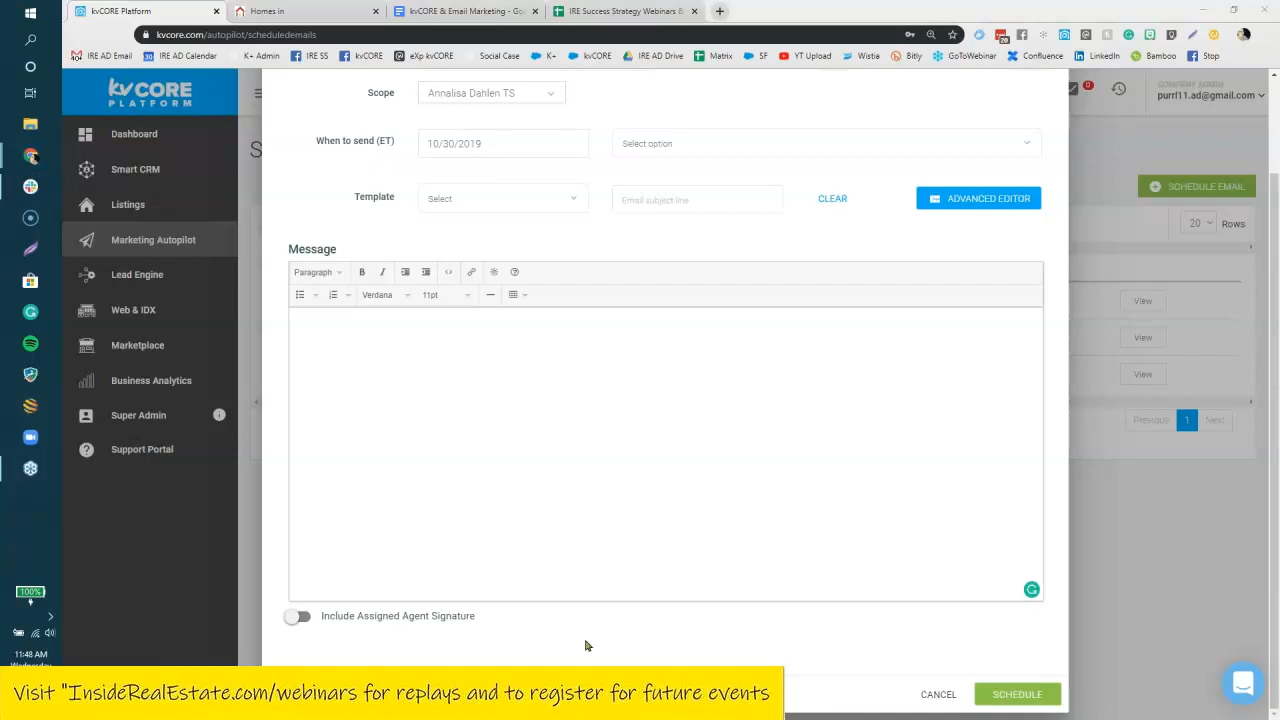 kvCORE Platform
Homes in
kvCORE & Email Marketing - Goo
IRE Success Strategy Webinars &
kvcore.com/autopilot/scheduledemails
IRE AD Email
IRE AD Calendar
IRE SS
kvCORE
eXp kvCORE
Social Case
K+
kvCORE
IRE AD Drive
Matrix
SF
YT Upload
Wistia
Bitly
GoToWebinar
Confluence
LinkedIn
Bamboo
Stop
kvCORE
PLATFORM
Dashboard
Smart CRM
Listings
Marketing Autopilot
Lead Engine
Web & IDX
Marketplace
Business Analytics
Super Admin
Support Portal
Scope
Annalisa Dahlen TS
0
purrl11.ad@gmail.com
When to send (ET)
10/30/2019
Select option
Template
Select
Email subject line
CLEAR
ADVANCED EDITOR
SCHEDULE EMAIL
20
Rows
Message
Paragraph
B
I
Verdana
11pt
View
View
View
Previous
1
Next
Include Assigned Agent Signature
100%
11:48 AM
Wednesday
Visit "InsideRealEstate.com/webinars for replays and to register for future events
CANCEL
SCHEDULE